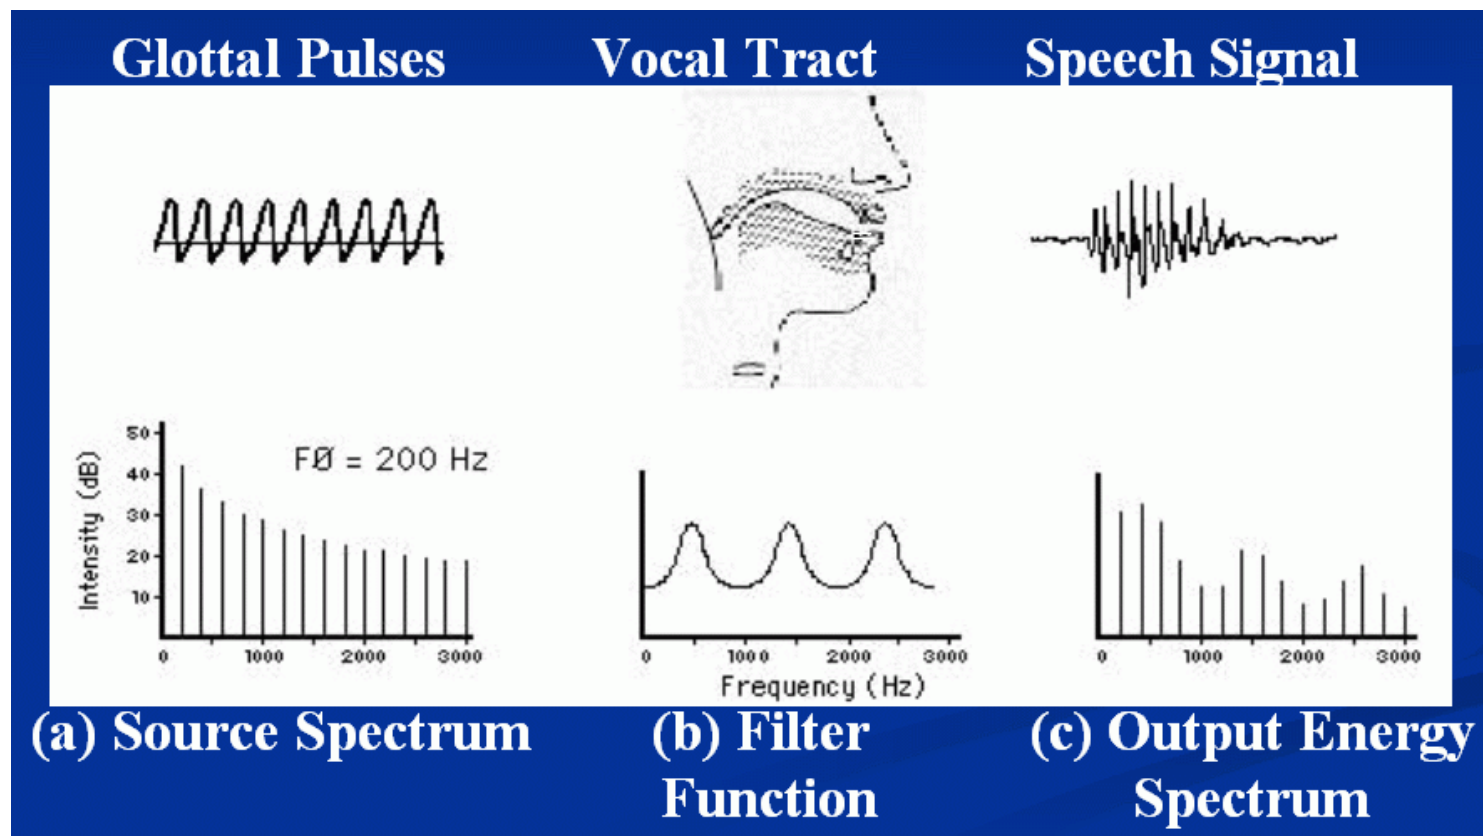 Glottal Pulses
Vocal Tract
Speech Signal
50
40
30
20
10
Intensity (dB)
FØ = 200 Hz
0 1000 2000 3000
0 1000 2000 3000
0 1000 2000 3000
Frequency (Hz)
(a) Source Spectrum
(b) Filter
Function
(c) Output Energy
Spectrum